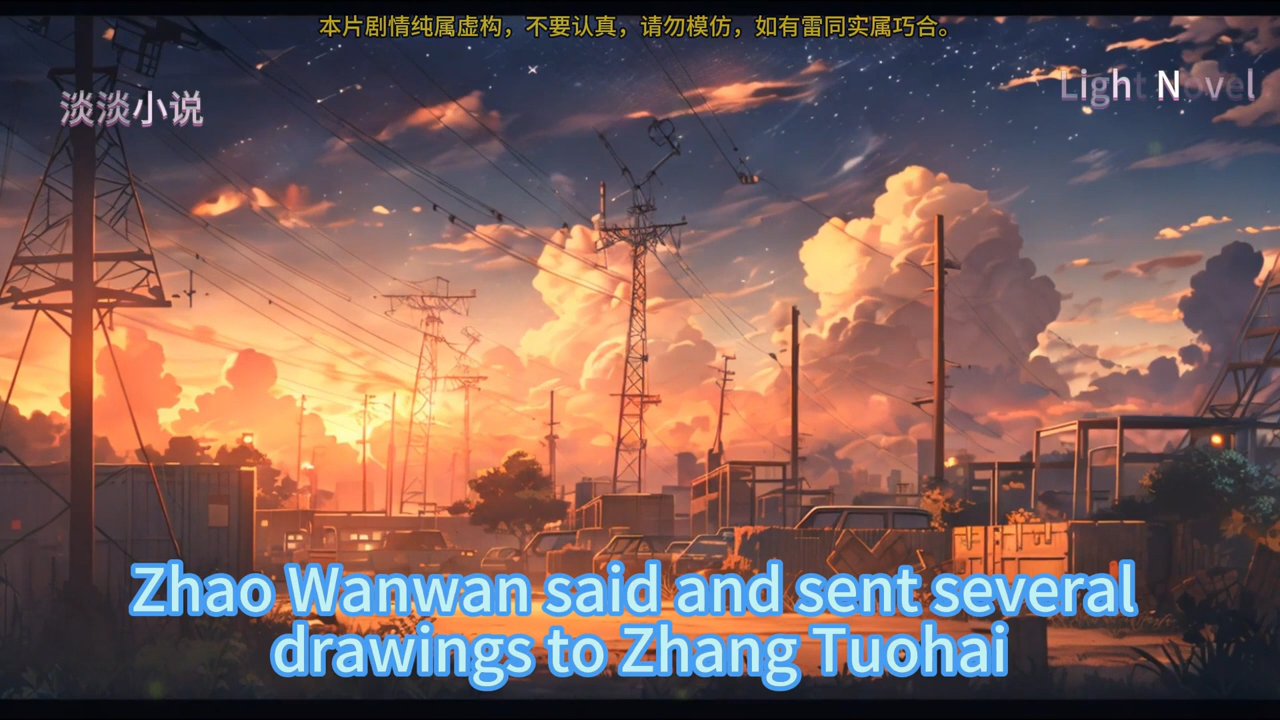 本片剧情纯属虚构，不要认真，请勿模仿，如有雷同实属巧合。
淡淡小说
Light Novel
Zhao Wanwan said and sent several
drawings to Zhang Tuohai